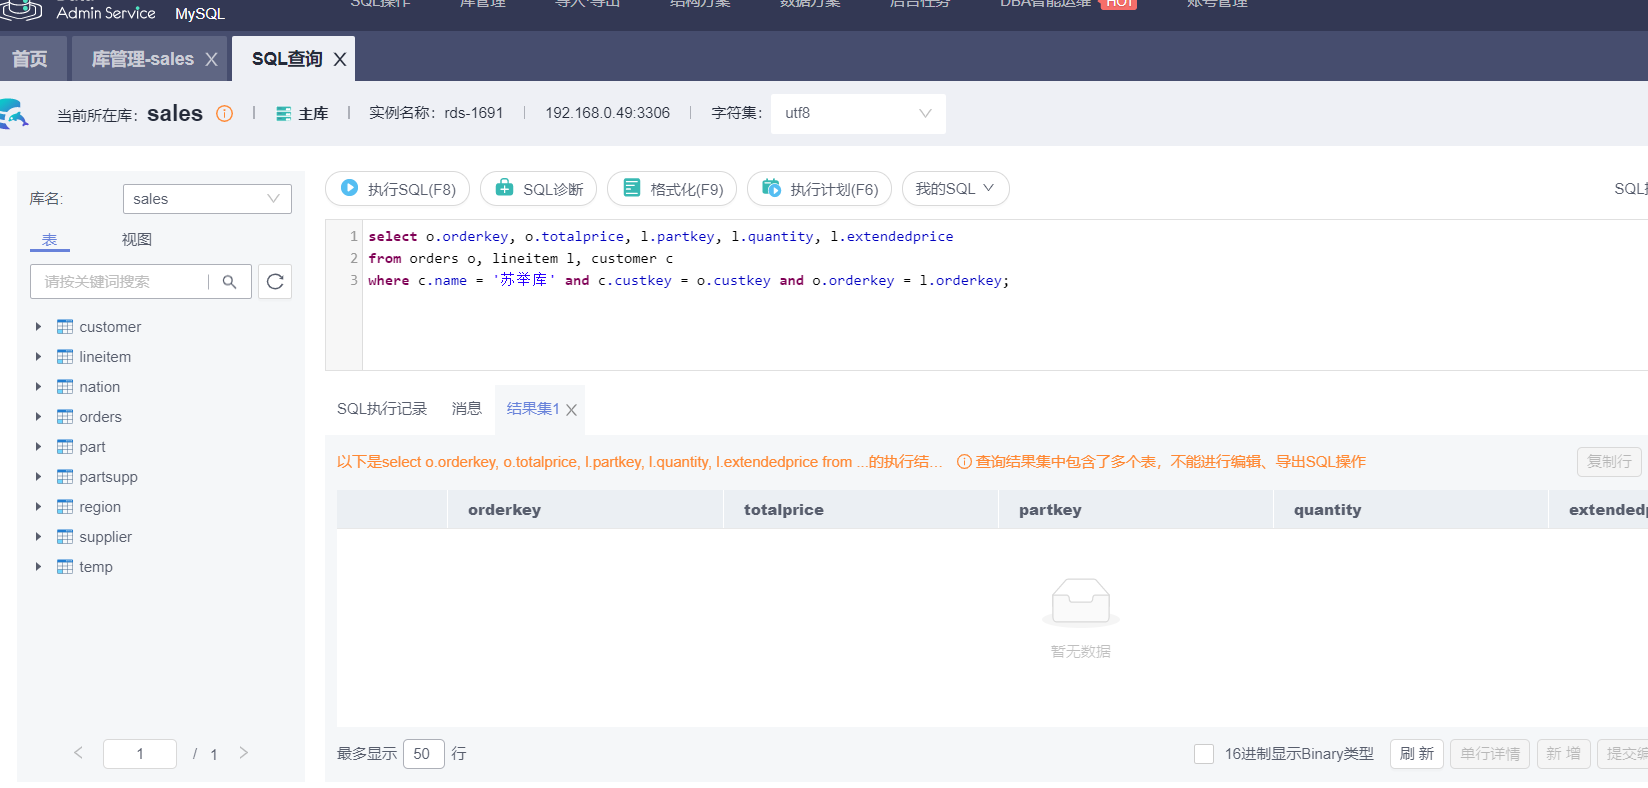 Admin Service MySQL
SQL操作 库管理 导入·导出 结构方案 数据方案 后台任务 DBA智能运维 HOT 账号管理
首页 库管理-sales X SQL查询 X
当前所在库: sales 主库 实例名称: rds-1691 192.168.0.49:3306 字符集: utf8
库名: sales
表 视图
请按关键词搜索
customer
lineitem
nation
orders
part
partsupp
region
supplier
temp
1 / 1
执行SQL(F8) SQL诊断 格式化(F9) 执行计划(F6) 我的SQL
1 select o.orderkey, o.totalprice, l.partkey, l.quantity, l.extendedprice
2 from orders o, lineitem l, customer c
3 where c.name = '苏举库' and c.custkey = o.custkey and o.orderkey = l.orderkey;
SQL执行记录 消息 结果集1
以下是select o.orderkey, o.totalprice, l.partkey, l.quantity, l.extendedprice from ...的执行结... 查询结果集中包含了多个表，不能进行编辑、导出SQL操作 复制行
orderkey totalprice partkey quantity
暂无数据
最多显示 50 行 16进制显示Binary类型 刷 新 单行详情 新 增